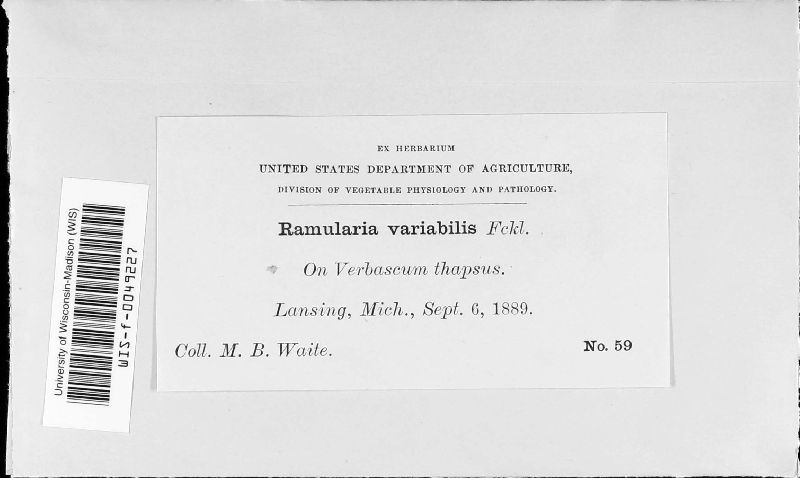 EX HERBARIUM
UNITED STATES DEPARTMENT OF AGRICULTURE,
DIVISION OF VEGETABLE PHYSIOLOGY AND PATHOLOGY.
Ramularia variabilis Fckl.
On Verbascum thapsus.
Lansing, Mich., Sept. 6, 1889.
Coll. M. B. Waite.
No. 59
University of Wisconsin-Madison (WIS)
WIS-f-0049227